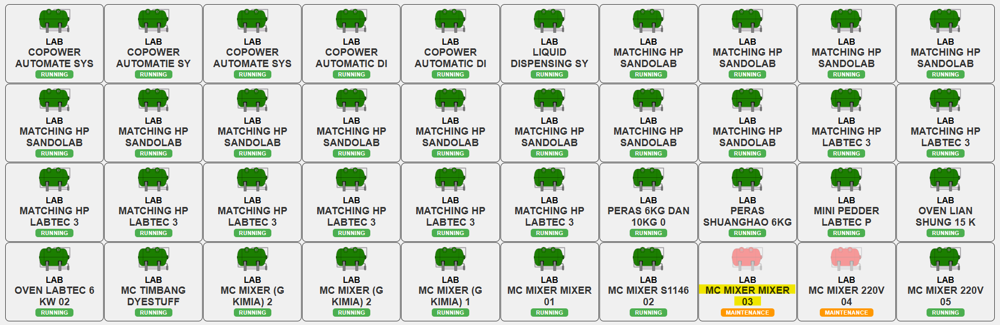 LAB
COPOWER
AUTOMATE SYS
RUNNING
LAB
COPOWER
AUTOMATIE SY
RUNNING
LAB
COPOWER
AUTOMATE SYS
RUNNING
LAB
COPOWER
AUTOMATIC DI
RUNNING
LAB
COPOWER
AUTOMATIC DI
RUNNING
LAB
LIQUID
DISPENSING SY
RUNNING
LAB
MATCHING HP
SANDOLAB
RUNNING
LAB
MATCHING HP
SANDOLAB
RUNNING
LAB
MATCHING HP
SANDOLAB
RUNNING
LAB
MATCHING HP
SANDOLAB
RUNNING
LAB
MATCHING HP
SANDOLAB
RUNNING
LAB
MATCHING HP
SANDOLAB
RUNNING
LAB
MATCHING HP
SANDOLAB
RUNNING
LAB
MATCHING HP
SANDOLAB
RUNNING
LAB
MATCHING HP
SANDOLAB
RUNNING
LAB
MATCHING HP
SANDOLAB
RUNNING
LAB
MATCHING HP
SANDOLAB
RUNNING
LAB
MATCHING HP
SANDOLAB
RUNNING
LAB
MATCHING HP
LABTEC 3
RUNNING
LAB
MATCHING HP
LABTEC 3
RUNNING
LAB
MATCHING HP
LABTEC 3
RUNNING
LAB
MATCHING HP
LABTEC 3
RUNNING
LAB
MATCHING HP
LABTEC 3
RUNNING
LAB
MATCHING HP
LABTEC 3
RUNNING
LAB
MATCHING HP
LABTEC 3
RUNNING
LAB
MATCHING HP
LABTEC 3
RUNNING
LAB
PERAS 6KG DAN
10KG 0
RUNNING
LAB
PERAS
SHUANGHAO 6KG
RUNNING
LAB
MINI PEDDER
LABTEC P
RUNNING
LAB
OVEN LIAN
SHUNG 15 K
RUNNING
LAB
OVEN LABTEC 6
KW 02
RUNNING
LAB
MC TIMBANG
DYESTUFF
RUNNING
LAB
MC MIXER (G
KIMIA) 2
RUNNING
LAB
MC MIXER (G
KIMIA) 2
RUNNING
LAB
MC MIXER (G
KIMIA) 1
RUNNING
LAB
MC MIXER MIXER
01
RUNNING
LAB
MC MIXER S1146
02
RUNNING
LAB
MC MIXER MIXER
03
MAINTENANCE
LAB
MC MIXER 220V
04
MAINTENANCE
LAB
MC MIXER 220V
05
RUNNING